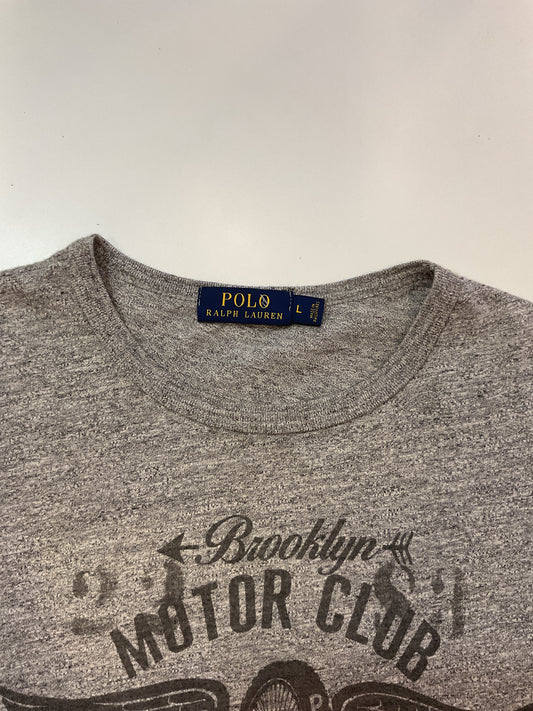 POLO
RALPH LAUREN
L
Brooklyn
MOTOR CLUB